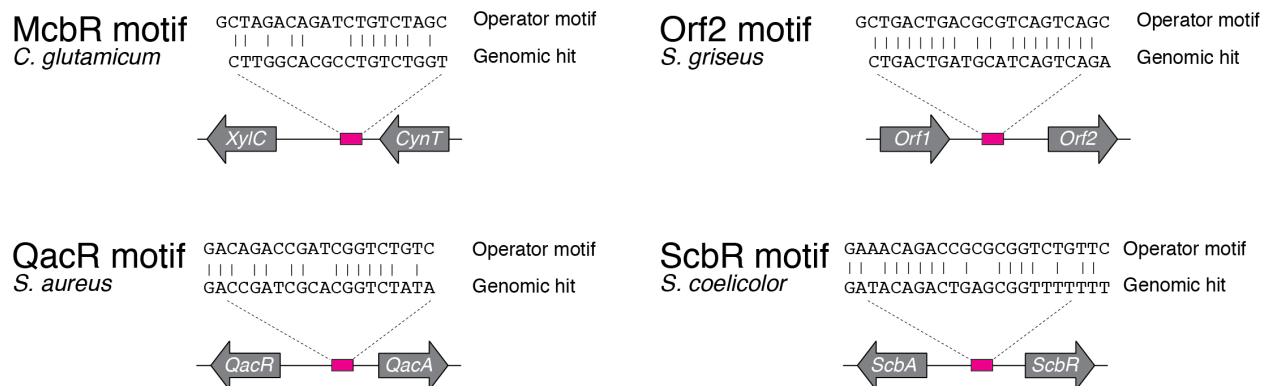 McbR motif
C. glutamicum
GCTAGACAGATCTGTCTAGC Operator motif
CTTGGCACGCCTGTCTGGT Genomic hit
XylC CynT
Orf2 motif
S. griseus
GCTGACTGACGCGTCAGTCAGC Operator motif
CTGACTGATGCATCAGTCAGA Genomic hit
Orf1 Orf2
QacR motif
S. aureus
GACAGACCGATCGGTCTGTC Operator motif
GACCGATCGCACGGTCTATA Genomic hit
QacR QacA
ScbR motif
S. coelicolor
GAAACAGACCGCGCGGTCTGTTC Operator motif
GATACAGACTGAGCGGTTTTTTT Genomic hit
ScbA ScbR